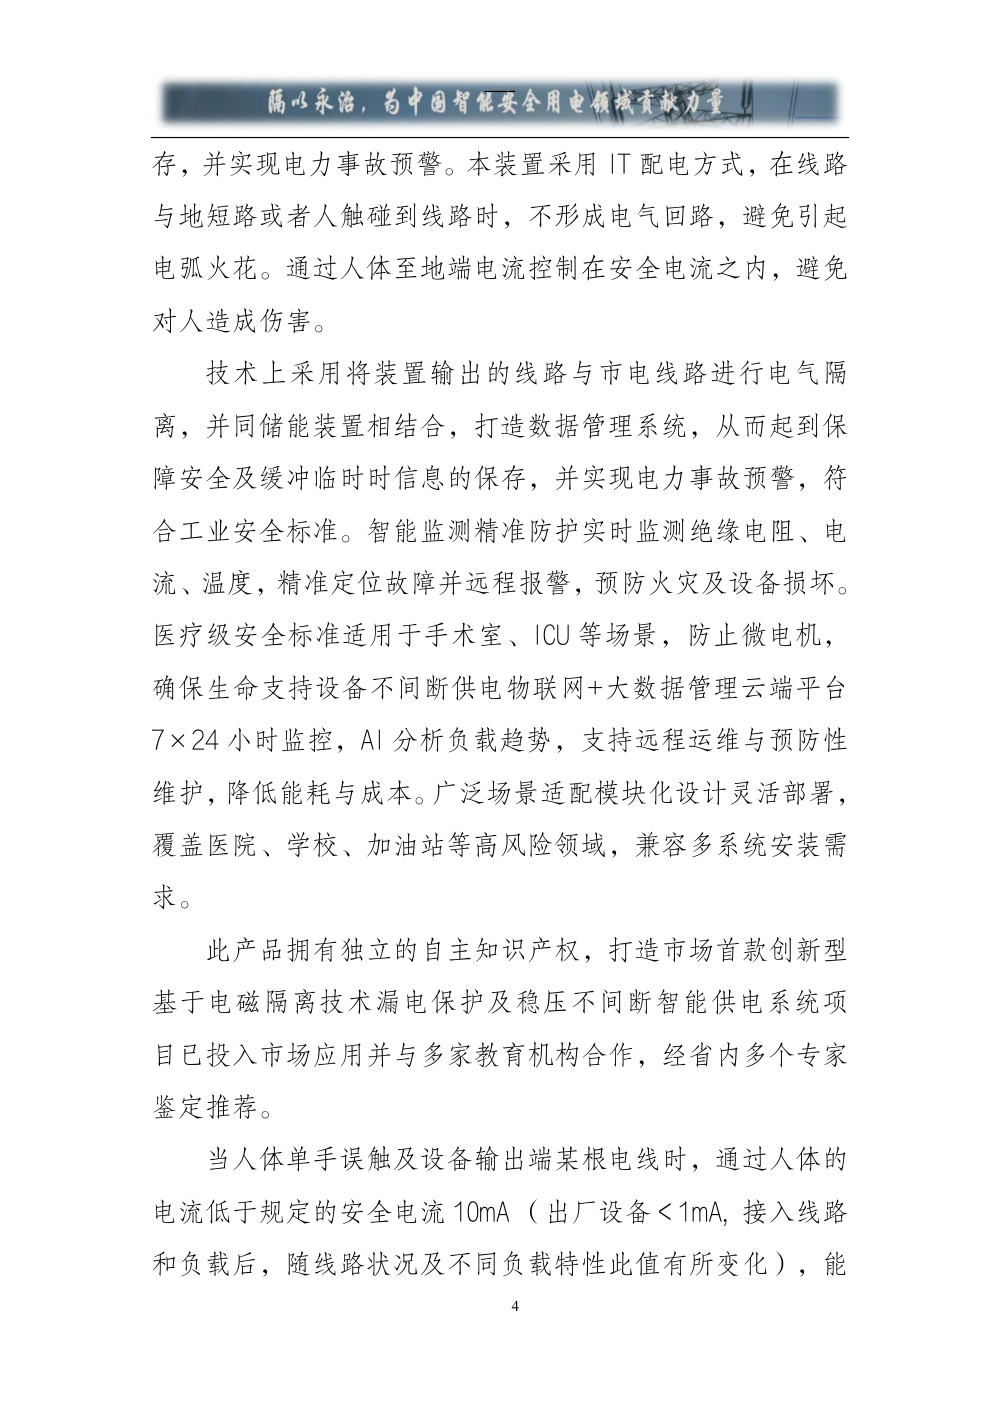 隔以永治，为中国智能安全用电领域贡献力量
存，并实现电力事故预警。本装置采用 IT 配电方式，在线路
与地短路或者人触碰到线路时，不形成电气回路，避免引起
电弧火花。通过人体至地端电流控制在安全电流之内，避免
对人造成伤害。
技术上采用将装置输出的线路与市电线路进行电气隔
离，并同储能装置相结合，打造数据管理系统，从而起到保
障安全及缓冲临时时信息的保存，并实现电力事故预警，符
合工业安全标准。智能监测精准防护实时监测绝缘电阻、电
流、温度，精准定位故障并远程报警，预防火灾及设备损坏。
医疗级安全标准适用于手术室、ICU 等场景，防止微电机，
确保生命支持设备不间断供电物联网+大数据管理云端平台
7×24 小时监控，AI 分析负载趋势，支持远程运维与预防性
维护，降低能耗与成本。广泛场景适配模块化设计灵活部署，
覆盖医院、学校、加油站等高风险领域，兼容多系统安装需
求。
此产品拥有独立的自主知识产权，打造市场首款创新型
基于电磁隔离技术漏电保护及稳压不间断智能供电系统项
目已投入市场应用并与多家教育机构合作，经省内多个专家
鉴定推荐。
当人体单手误触及设备输出端某根电线时，通过人体的
电流低于规定的安全电流 10mA（出厂设备＜1mA, 接入线路
和负载后，随线路状况及不同负载特性此值有所变化），能
4